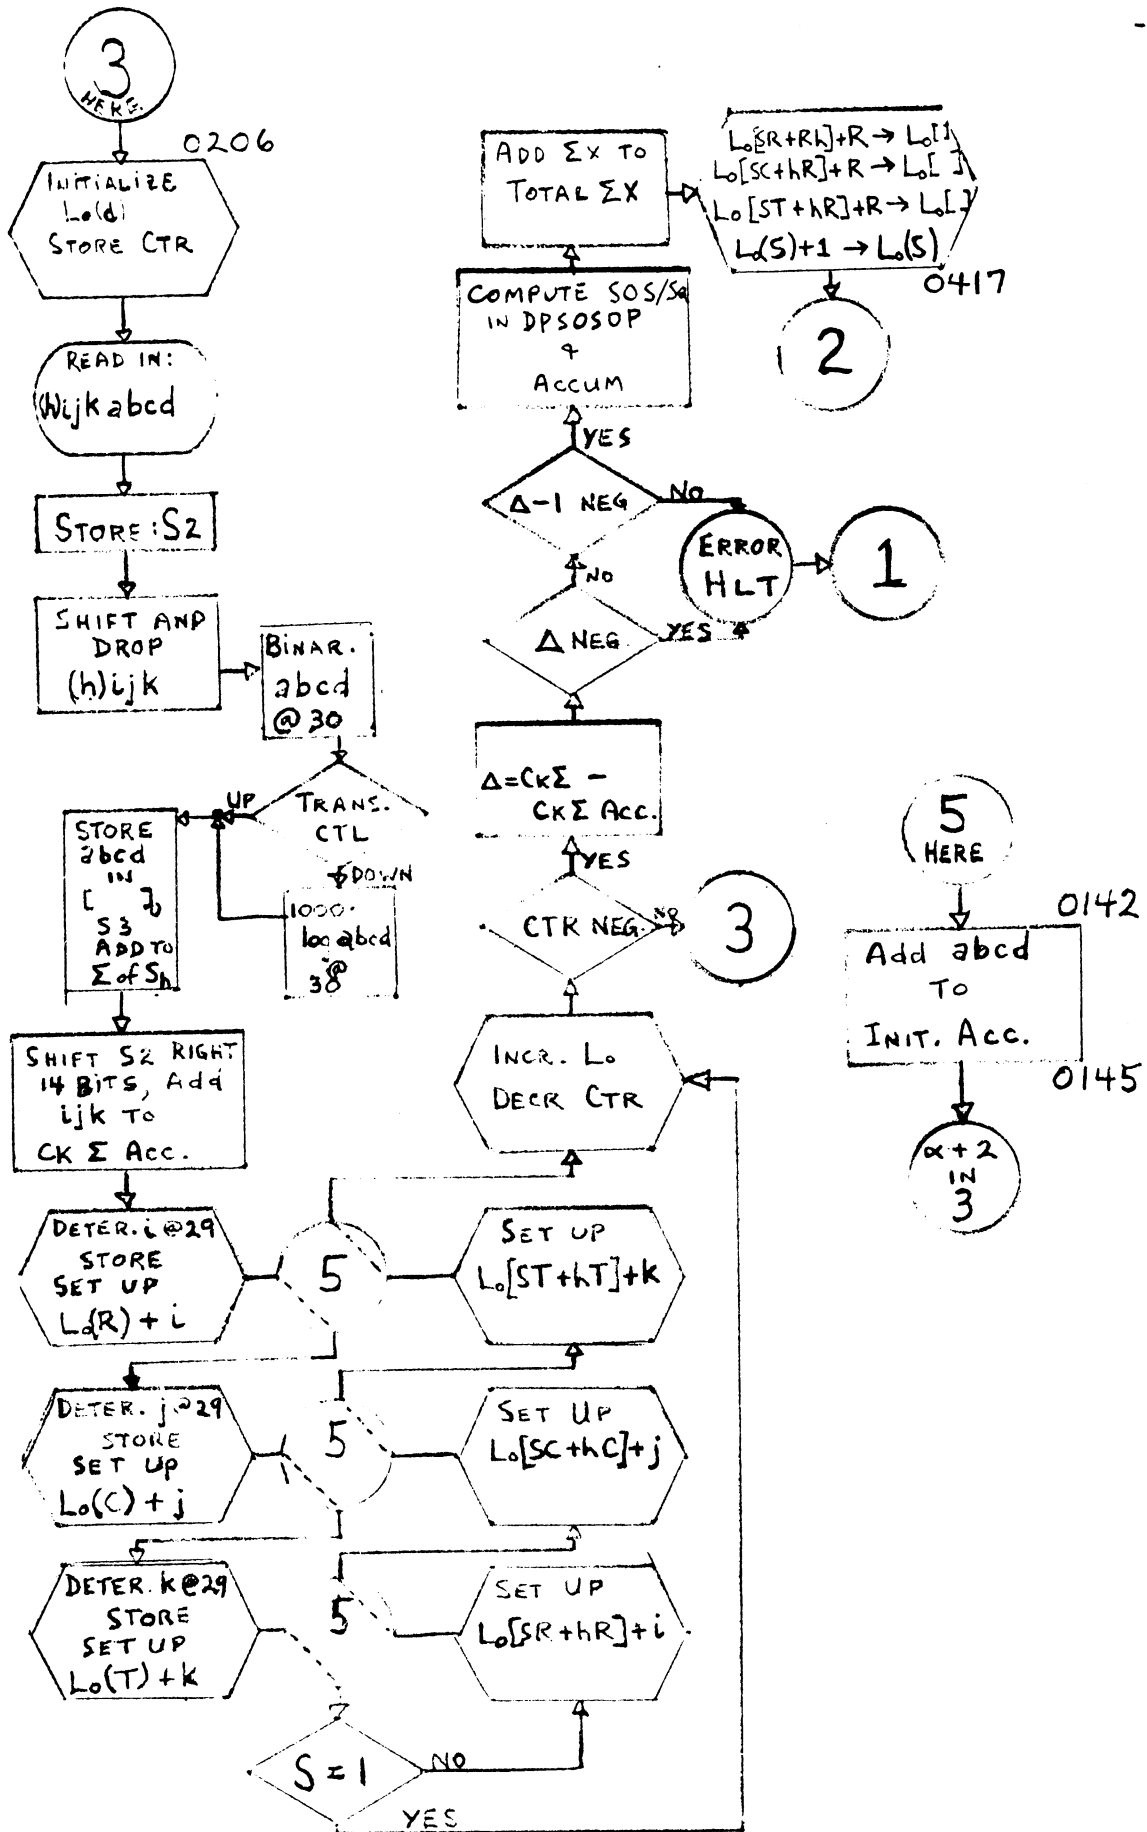 3
HERE
0206
INITIALIZE
Lo(d)
STORE CTR
READ IN:
(h)ijk abcd
STORE: S2
SHIFT AND
DROP
(h)ijk
BINAR.
abcd
@ 30
TRANS.
CTL
UP
DOWN
1000·
log abcd
@
30
STORE
abcd
IN
[ ],
S3
ADD TO
Σ of Sh
SHIFT S2 RIGHT
14 BITS, Add
ijk TO
CK Σ Acc.
DETER. i @29
STORE
SET UP
Lo(R) + i
5
DETER. j @29
STORE
SET UP
Lo(C) + j
5
DETER. k @29
STORE
SET UP
Lo(T) + k
5
S = 1
NO
YES
SET UP
Lo[SR+hR]+i
SET UP
Lo[SC+hC]+j
SET UP
Lo[ST+hT]+k
INCR. Lo
DECR CTR
CTR NEG.
NO
3
YES
Δ=CKΣ –
CKΣ Acc.
Δ NEG.
YES
NO
Δ-1 NEG
NO
YES
ERROR
HLT
1
COMPUTE SOS/SQ
IN DPSOSOP
&
ACCUM
ADD ΣX TO
TOTAL ΣX
Lo[SR+Rh]+R → Lo[ ]
Lo[SC+hR]+R → Lo[ ]
Lo[ST+hR]+R → Lo[ ]
Lo(S)+1 → Lo(S)
0417
2
5
HERE
0142
Add abcd
TO
INIT. Acc.
0145
α+2
IN
3